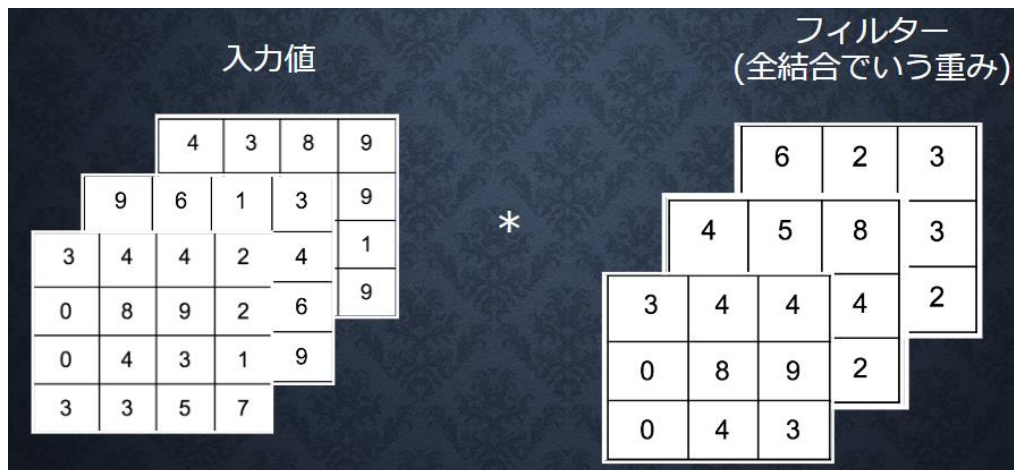 入力値
フィルター
(全結合でいう重み)
4 3 8 9
9 6 1 3 9
3 4 4 2 4 1
0 8 9 2 6 9
0 4 3 1 9
3 3 5 7
*
6 2 3
4 5 8 3
3 4 4 4 2
0 8 9 2
0 4 3